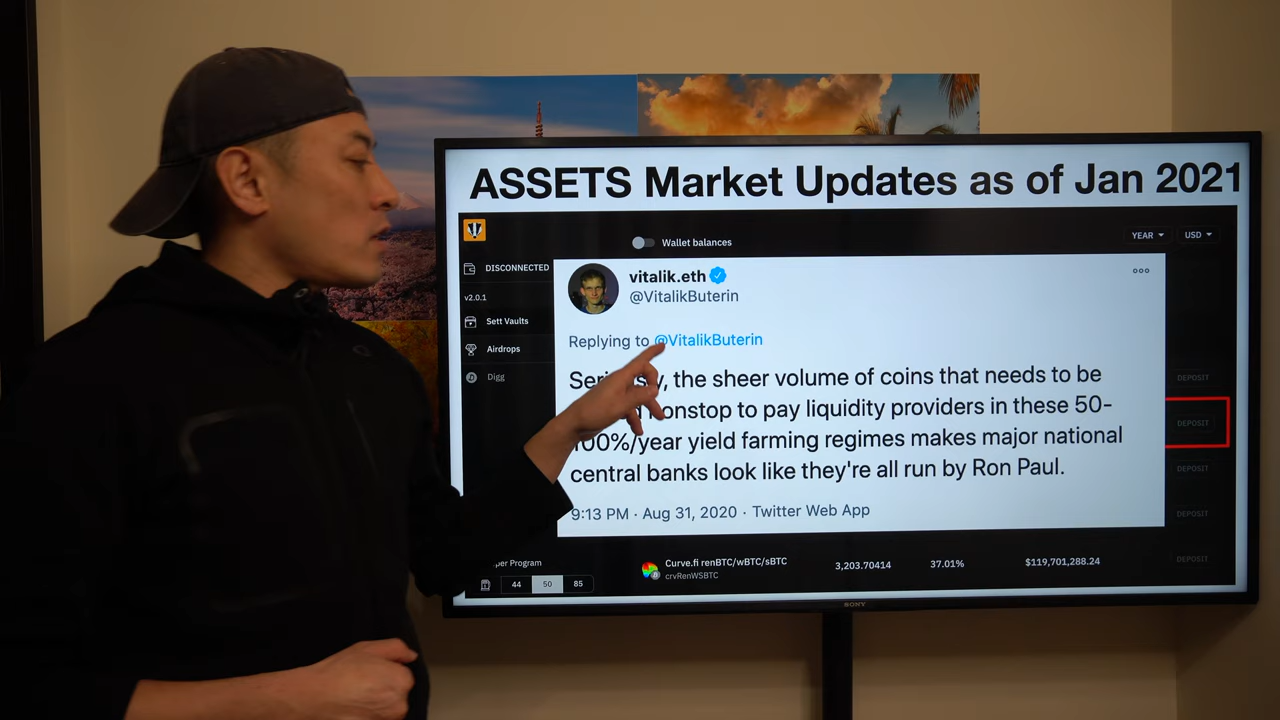 ASSETS Market Updates as of Jan 2021
Wallet balances
YEAR
USD
DISCONNECTED
v2.0.1
Sett Vaults
Airdrops
Digg
vitalik.eth
@VitalikButerin
Replying to @VitalikButerin
the sheer volume of coins that needs to be
nonstop to pay liquidity providers in these 50-
100%/year yield farming regimes makes major national
central banks look like they're all run by Ron Paul.
9:13 PM · Aug 31, 2020 · Twitter Web App
DEPOSIT
DEPOSIT
DEPOSIT
DEPOSIT
DEPOSIT
Program
44 50 85
Curve.fi renBTC/wBTC/sBTC
crvRenWSBTC
3,203.70414
37.01%
$119,701,288.24
SONY